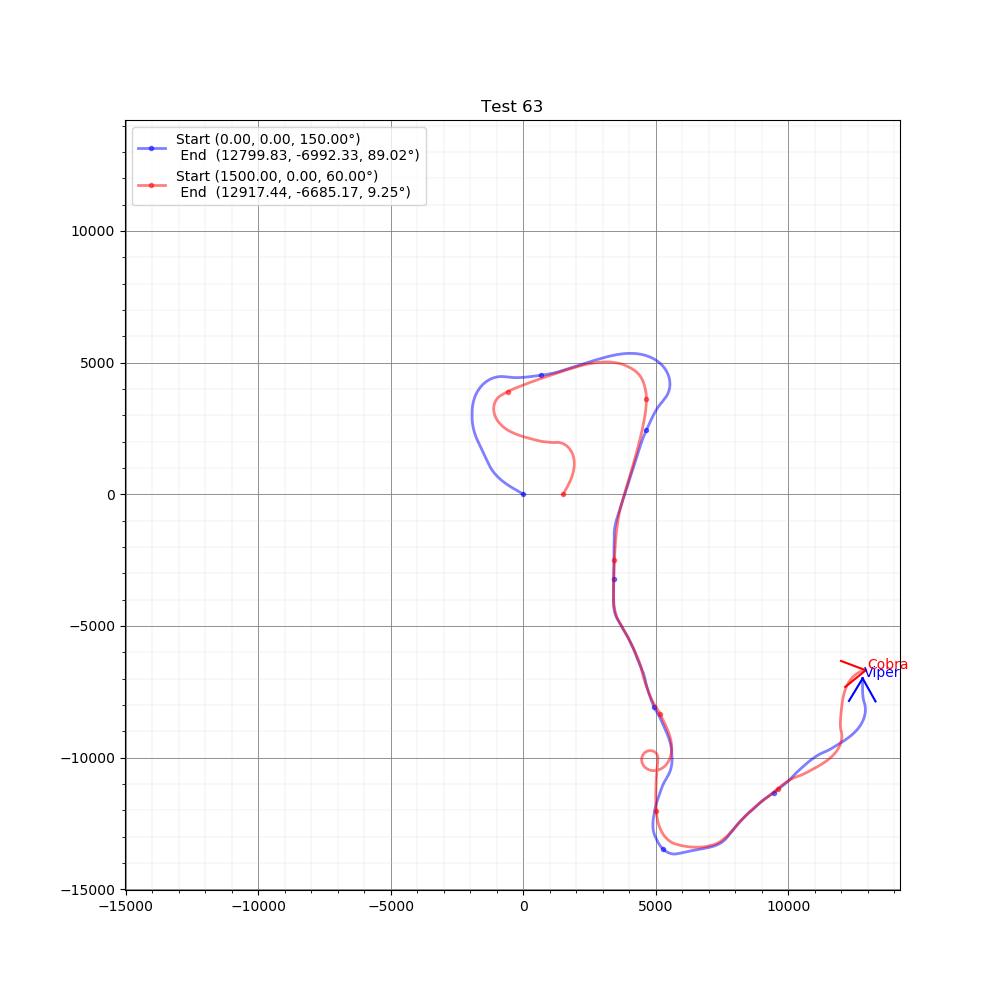 Test 63
Start (0.00, 0.00, 150.00°)
End (12799.83, -6992.33, 89.02°)
Start (1500.00, 0.00, 60.00°)
End (12917.44, -6685.17, 9.25°)
10000
5000
0
−5000
−10000
−15000
Cobra
Viper
−15000 −10000 −5000 0 5000 10000